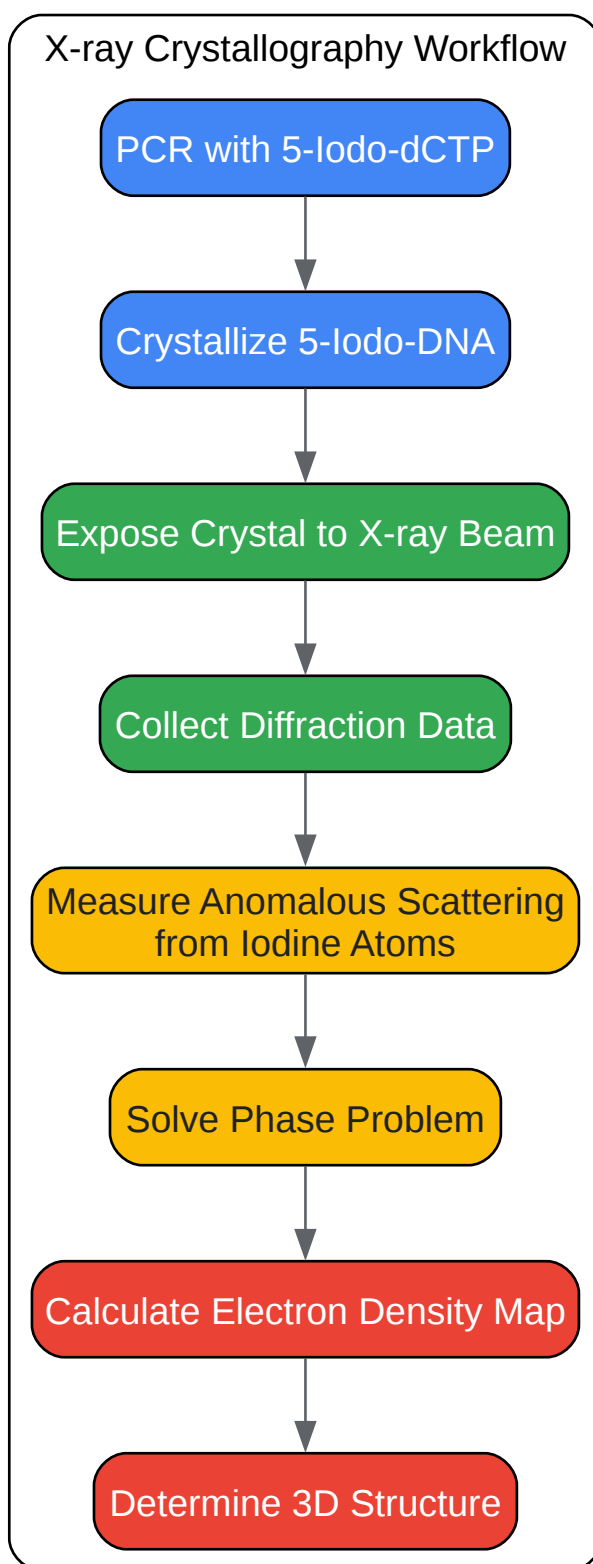 X-ray Crystallography Workflow
PCR with 5-Iodo-dCTP
Crystallize 5-Iodo-DNA
Expose Crystal to X-ray Beam
Collect Diffraction Data
Measure Anomalous Scattering
from Iodine Atoms
Solve Phase Problem
Calculate Electron Density Map
Determine 3D Structure